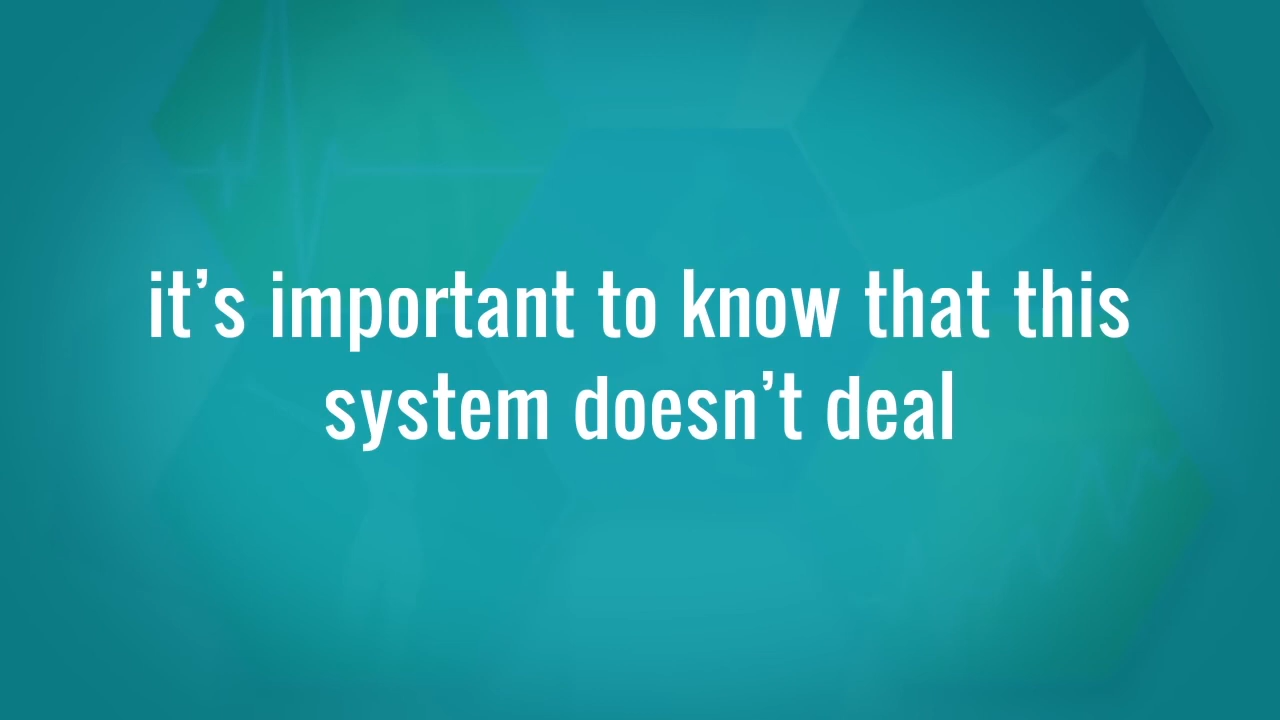 it’s important to know that this
system doesn’t deal